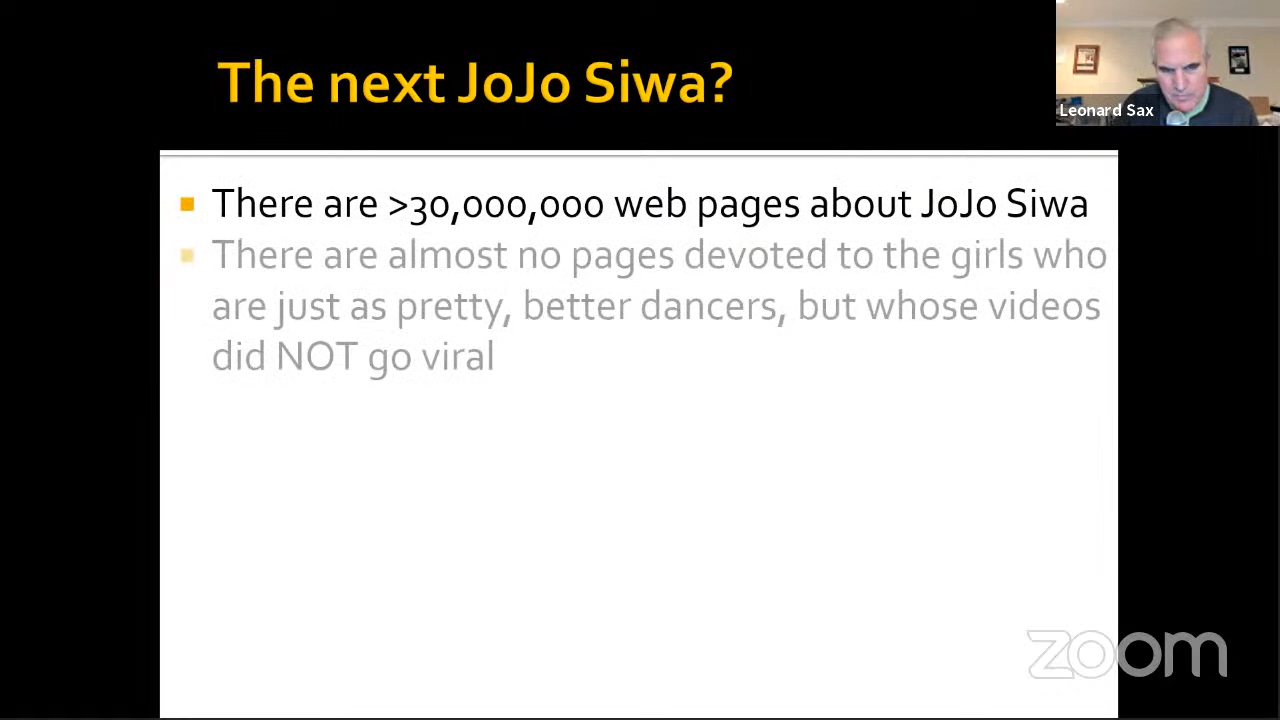 The next JoJo Siwa?
Leonard Sax
There are >30,000,000 web pages about JoJo Siwa
There are almost no pages devoted to the girls who
are just as pretty, better dancers, but whose videos
did NOT go viral
zoom